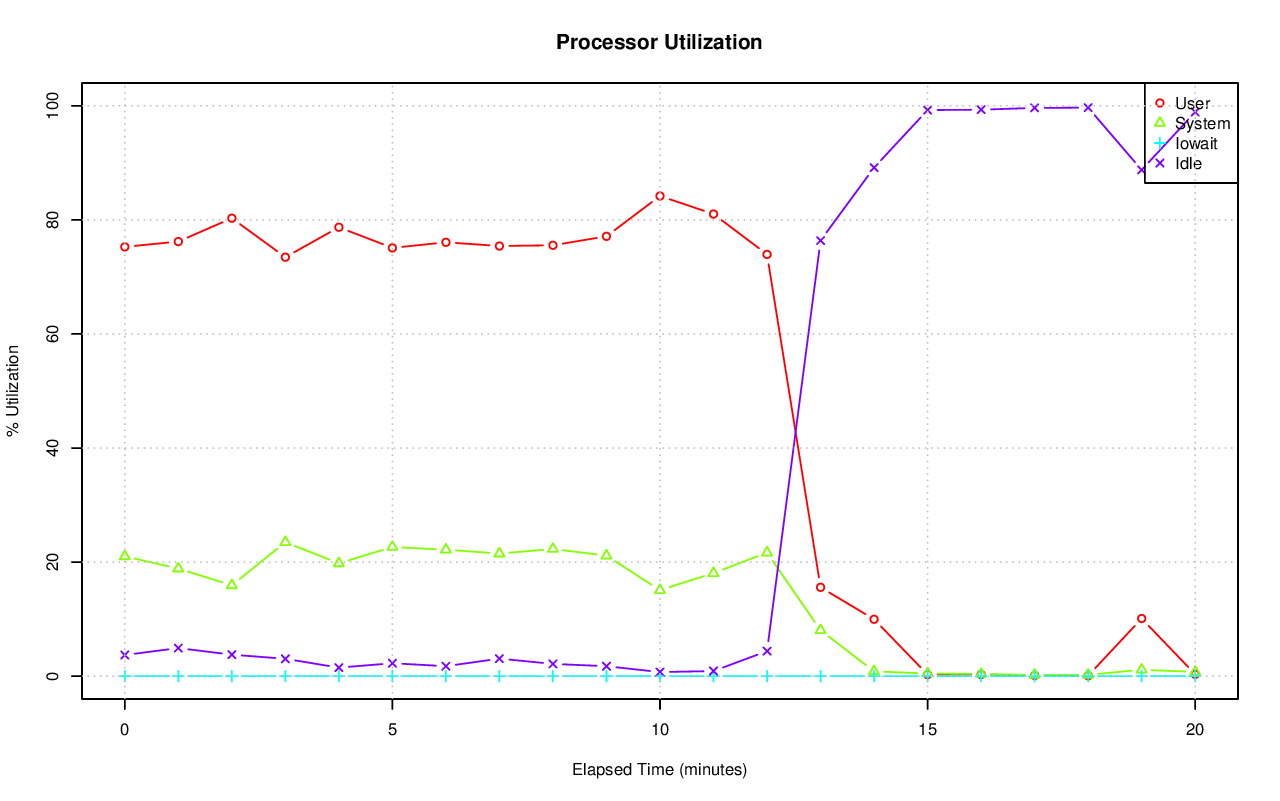 Processor Utilization
100
80
60
40
20
0
% Utilization
User
System
Iowait
Idle
0 5 10 15 20
Elapsed Time (minutes)